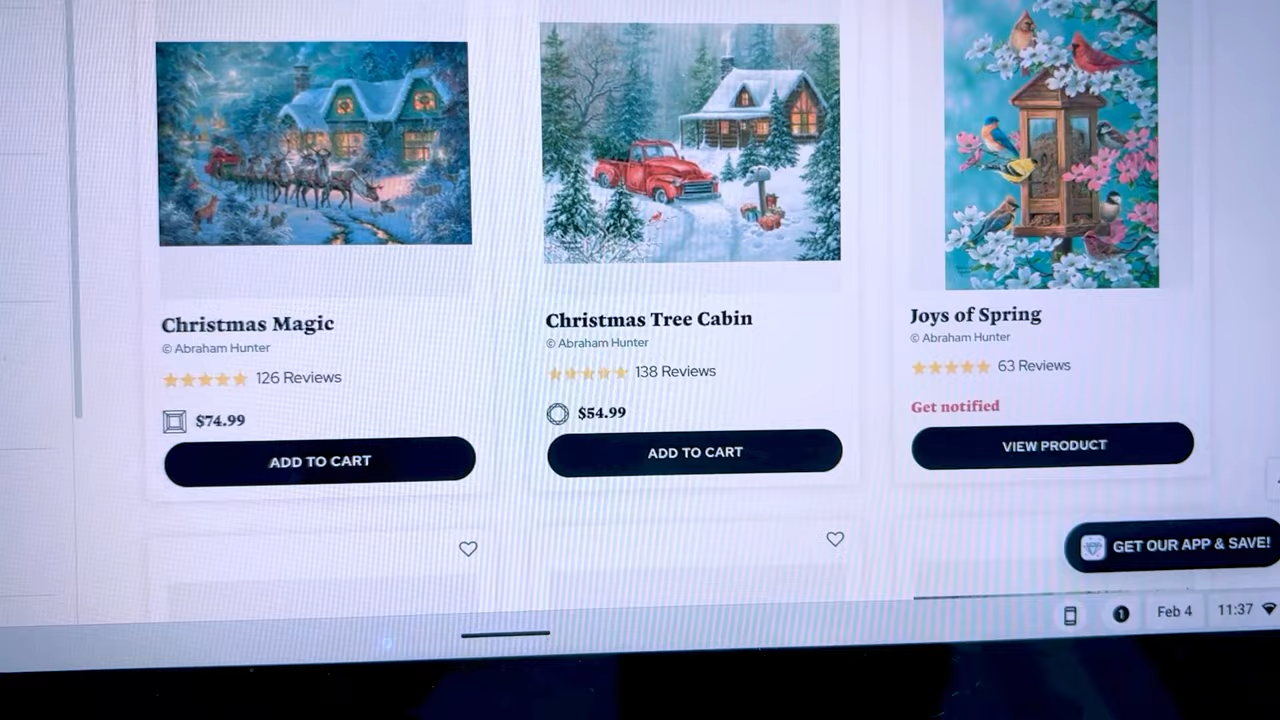 Christmas Magic
© Abraham Hunter
126 Reviews
$74.99
ADD TO CART
Christmas Tree Cabin
© Abraham Hunter
138 Reviews
$54.99
ADD TO CART
Joys of Spring
© Abraham Hunter
63 Reviews
Get notified
VIEW PRODUCT
GET OUR APP & SAVE!
1
Feb 4
11:37